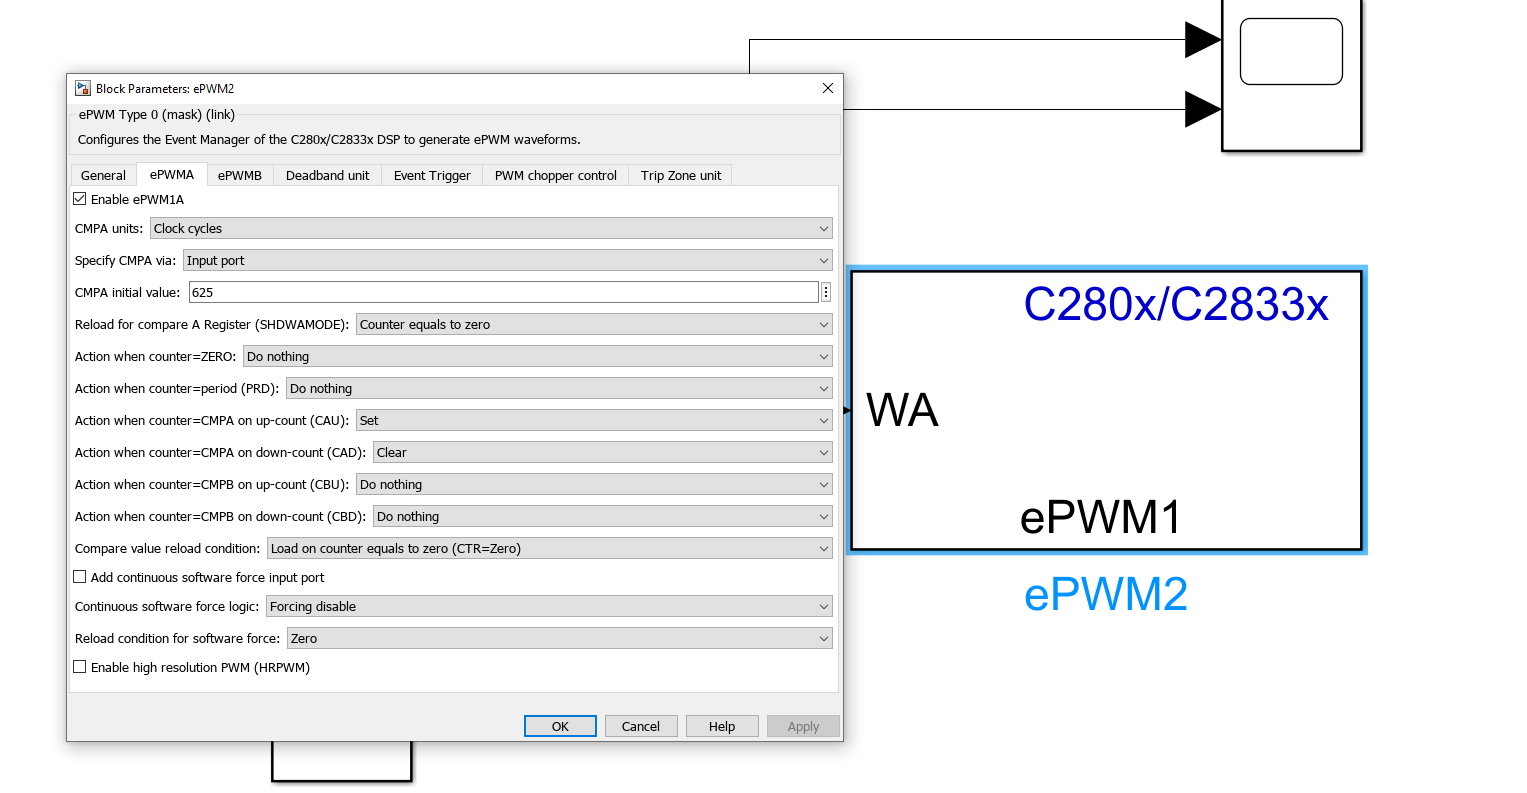 Block Parameters: ePWM2
ePWM Type 0 (mask) (link)
Configures the Event Manager of the C280x/C2833x DSP to generate ePWM waveforms.
General ePWMA ePWMB Deadband unit Event Trigger PWM chopper control Trip Zone unit
Enable ePWM1A
CMPA units: Clock cycles
Specify CMPA via: Input port
CMPA initial value: 625
Reload for compare A Register (SHDWAMODE): Counter equals to zero
Action when counter=ZERO: Do nothing
Action when counter=period (PRD): Do nothing
Action when counter=CMPA on up-count (CAU): Set
Action when counter=CMPA on down-count (CAD): Clear
Action when counter=CMPB on up-count (CBU): Do nothing
Action when counter=CMPB on down-count (CBD): Do nothing
Compare value reload condition: Load on counter equals to zero (CTR=Zero)
Add continuous software force input port
Continuous software force logic: Forcing disable
Reload condition for software force: Zero
Enable high resolution PWM (HRPWM)
OK Cancel Help Apply
C280x/C2833x
WA
ePWM1
ePWM2